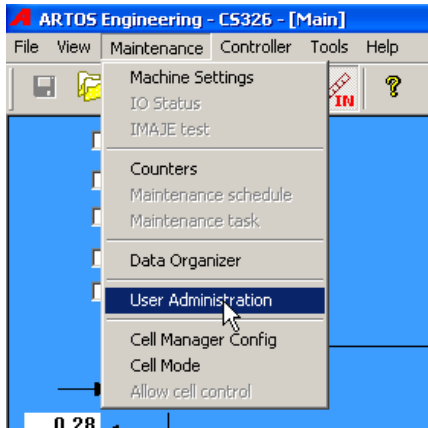 ARTOS Engineering - CS326 - [Main]
File View Maintenance Controller Tools Help
Machine Settings
IO Status
IMAJE test
IN
?
Counters
Maintenance schedule
Maintenance task
Data Organizer
User Administration
Cell Manager Config
Cell Mode
Allow cell control
0.28